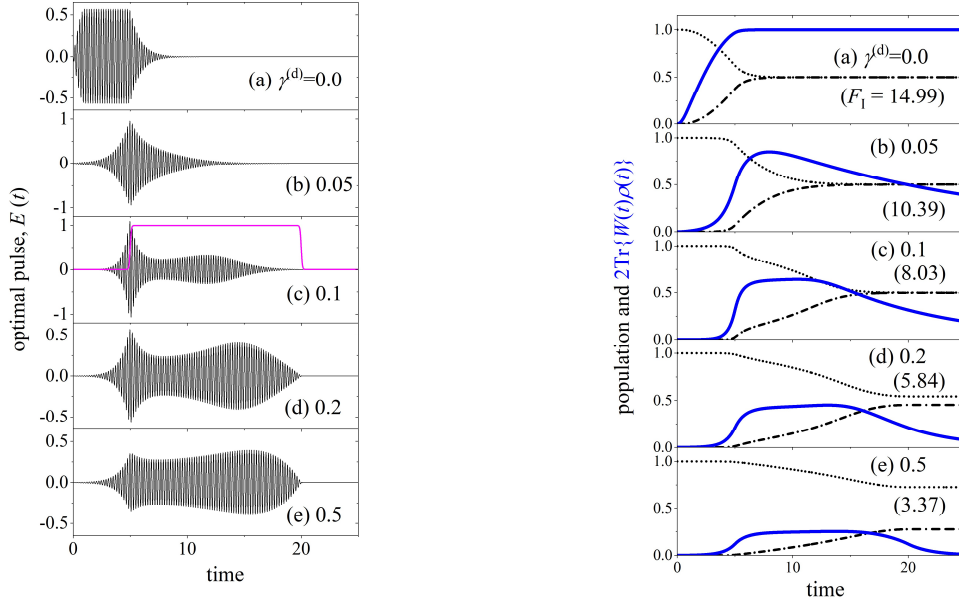 optimal pulse, E (t)
0.5
0.0
-0.5
(a) γ^(d)=0.0
1
0
-1
(b) 0.05
1
0
-1
(c) 0.1
0.5
0.0
-0.5
(d) 0.2
0.5
0.0
-0.5
(e) 0.5
0 10 20
time
population and 2Tr{W(t)ρ(t)}
1.0
0.5
0.0
(a) γ^(d)=0.0
(F_I = 14.99)
1.0
0.5
0.0
(b) 0.05
(10.39)
1.0
0.5
0.0
(c) 0.1
(8.03)
1.0
0.5
0.0
(d) 0.2
(5.84)
1.0
0.5
0.0
(e) 0.5
(3.37)
0 10 20
time